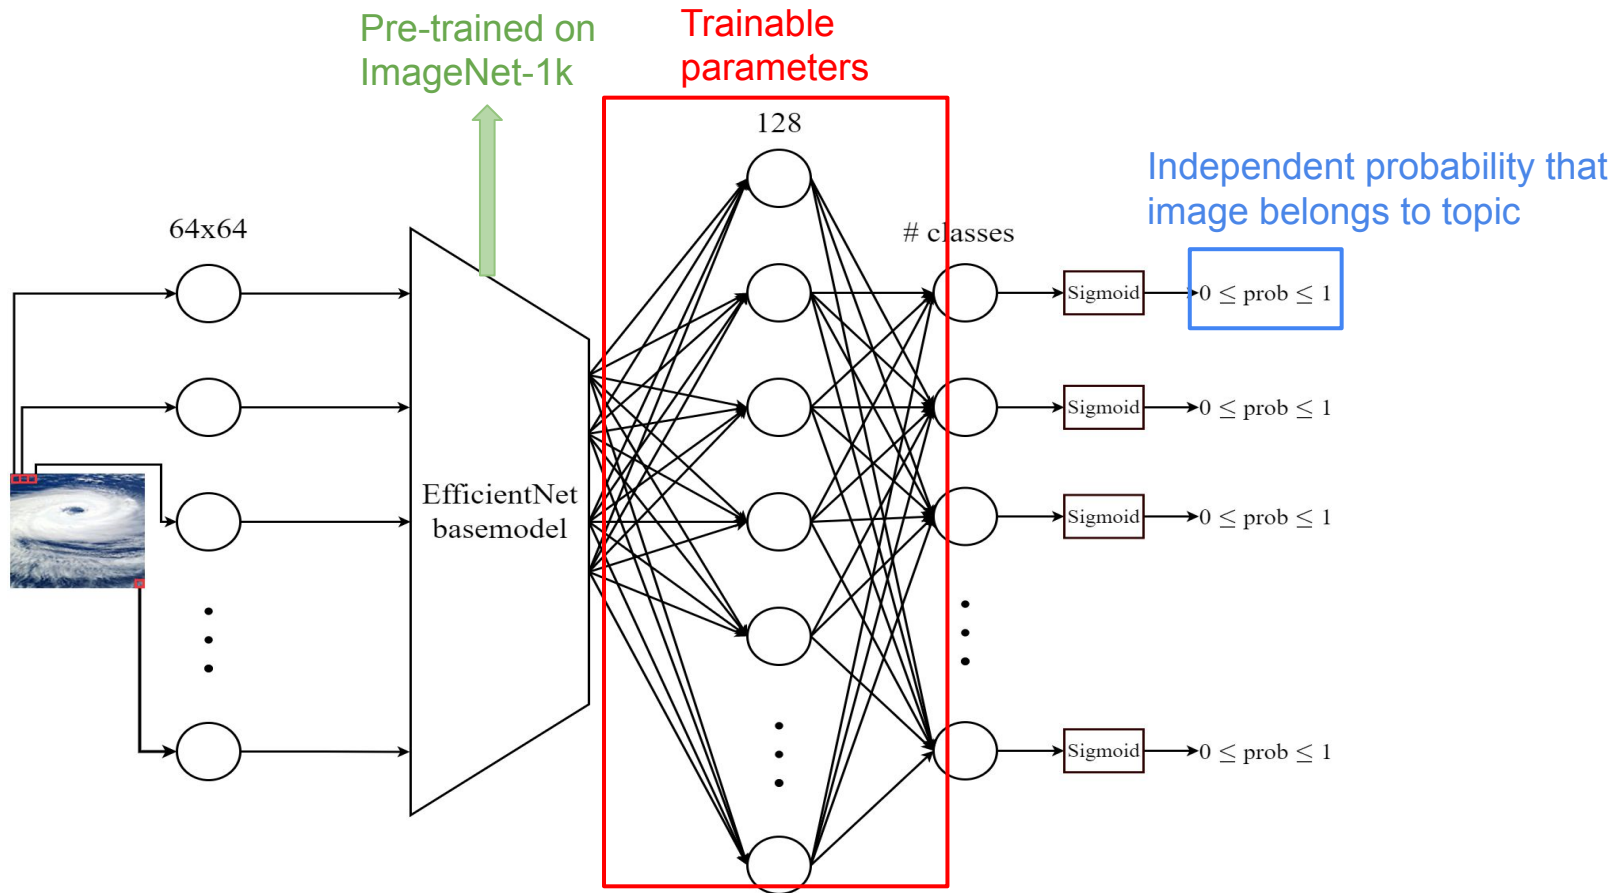 Pre-trained on
ImageNet-1k
Trainable
parameters
128
Independent probability that
image belongs to topic
64x64
# classes
Sigmoid
0 ≤ prob ≤ 1
Sigmoid
0 ≤ prob ≤ 1
EfficientNet
basemodel
Sigmoid
0 ≤ prob ≤ 1
Sigmoid
0 ≤ prob ≤ 1